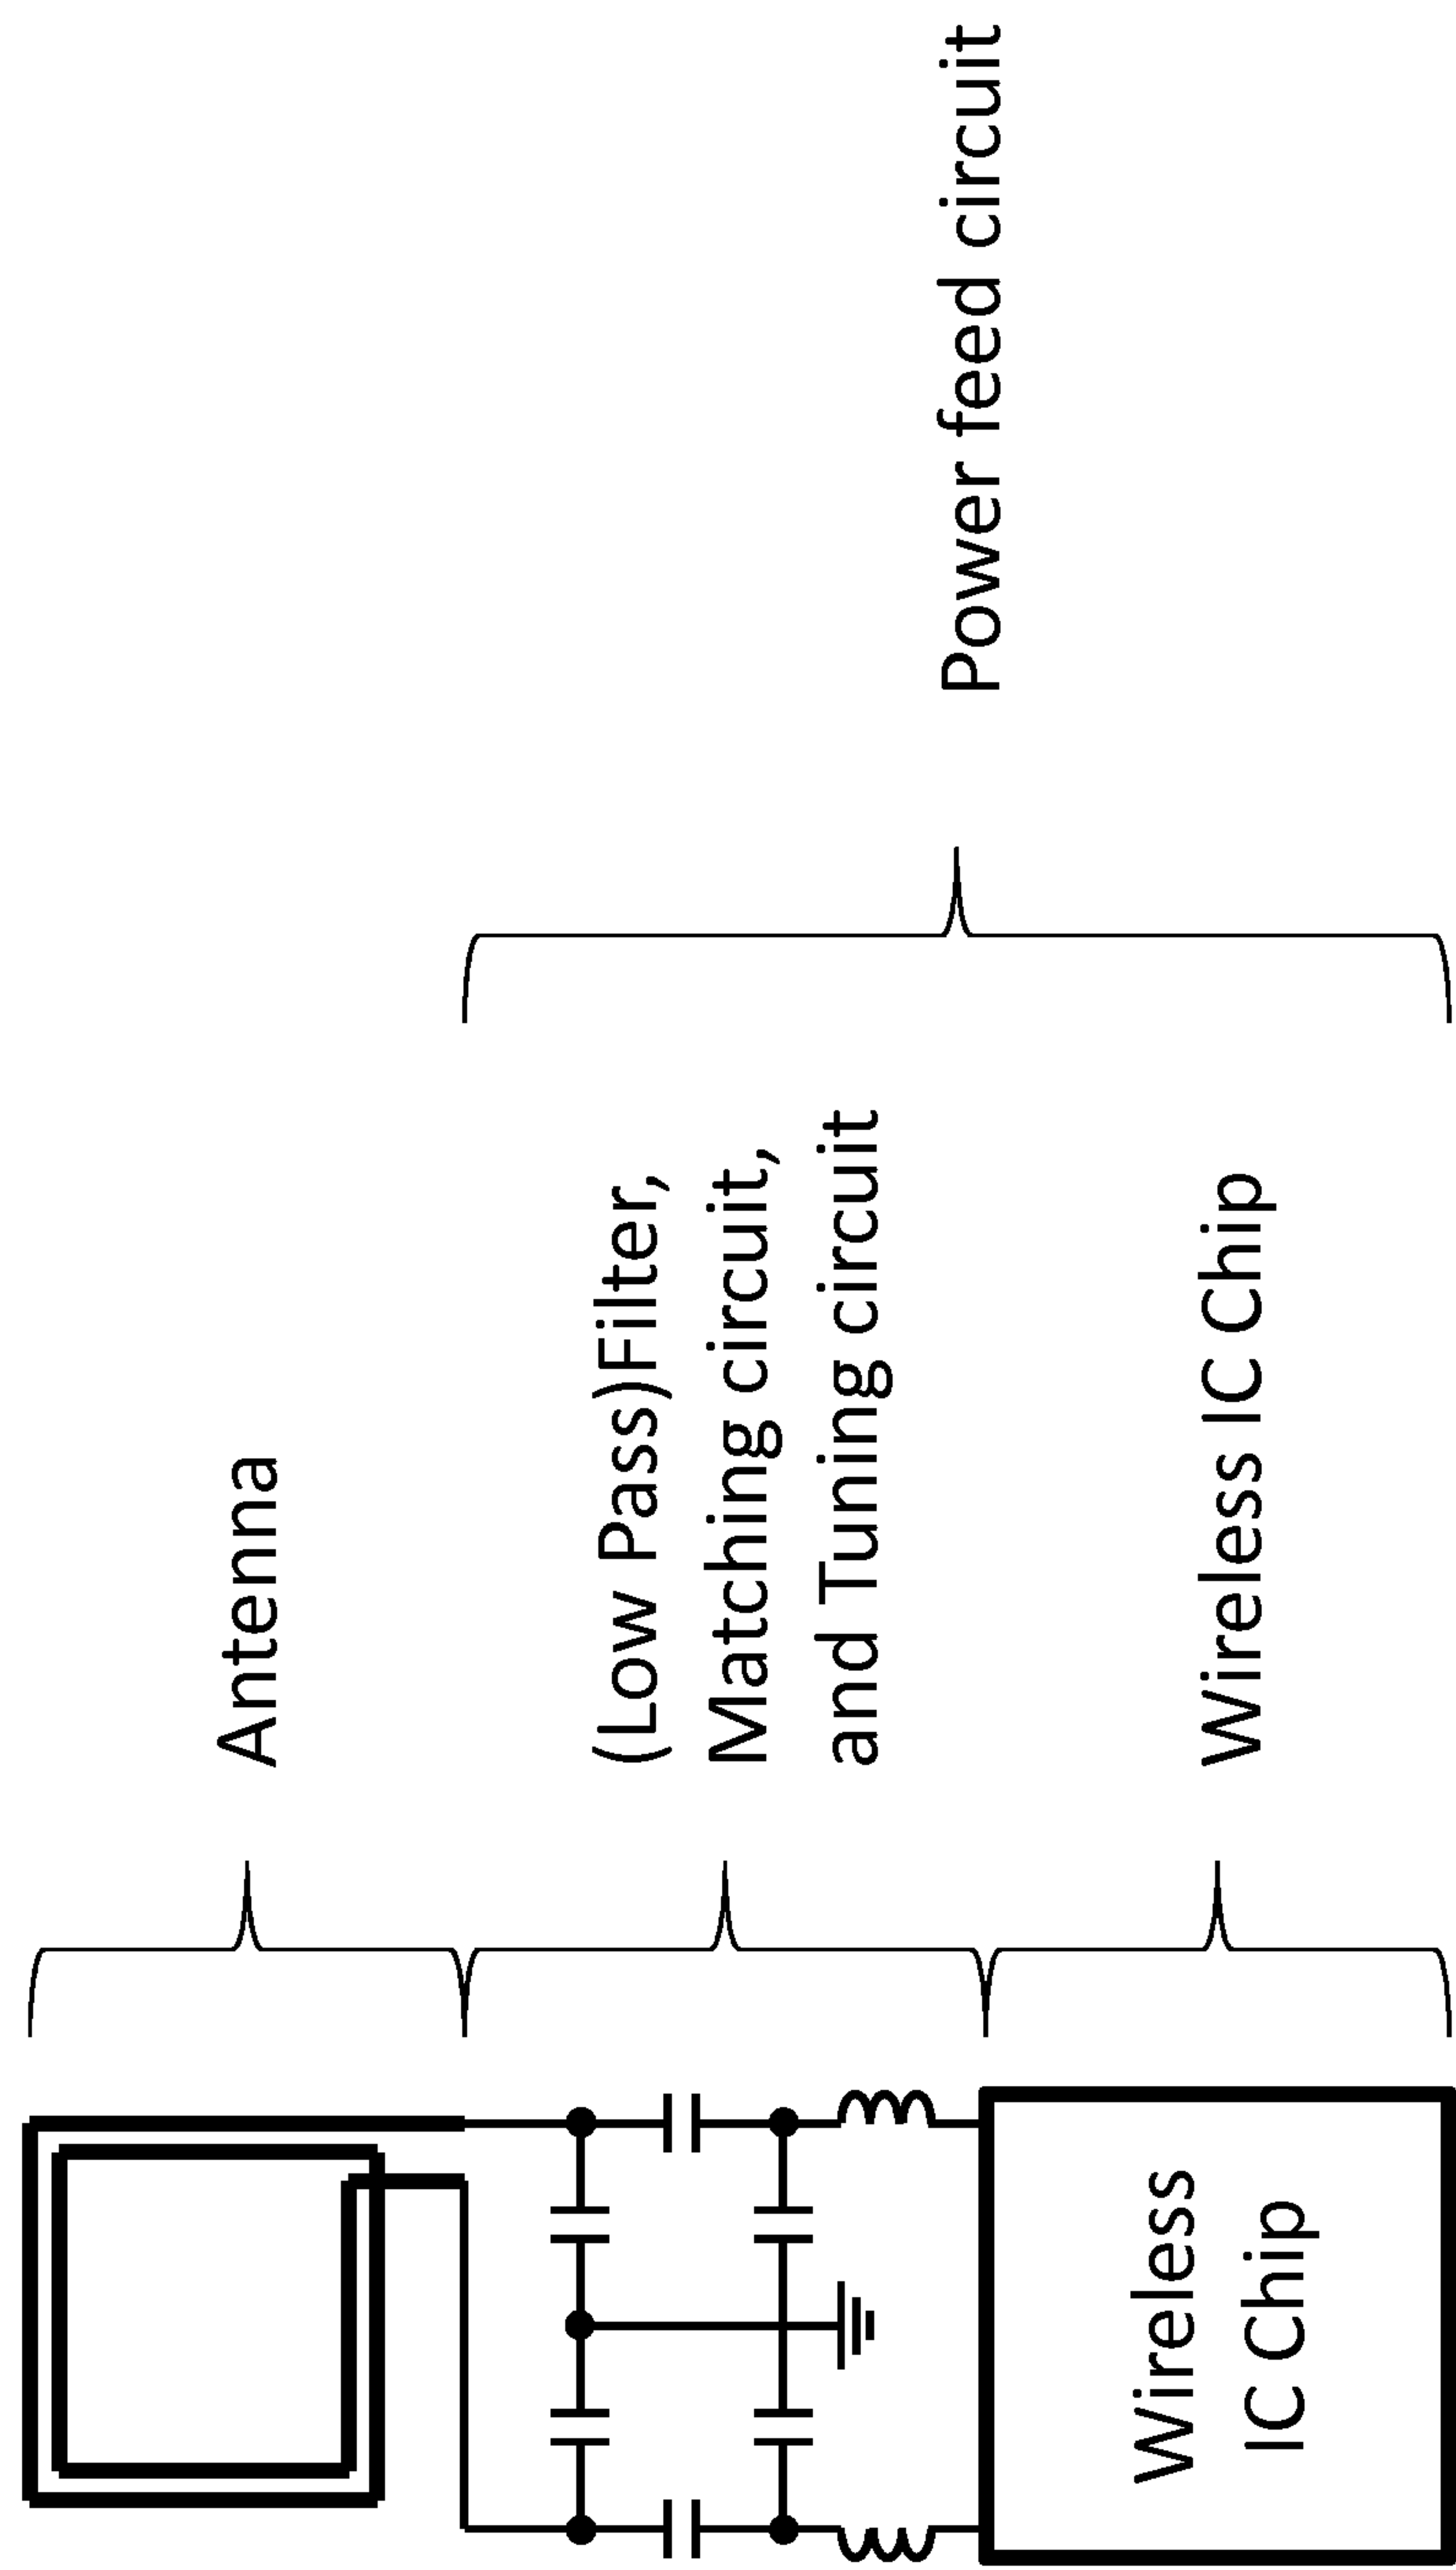 Antenna
(Low Pass)Filter,
Matching circuit,
and Tuning circuit
Wireless IC Chip
Power feed circuit
Wireless
IC Chip